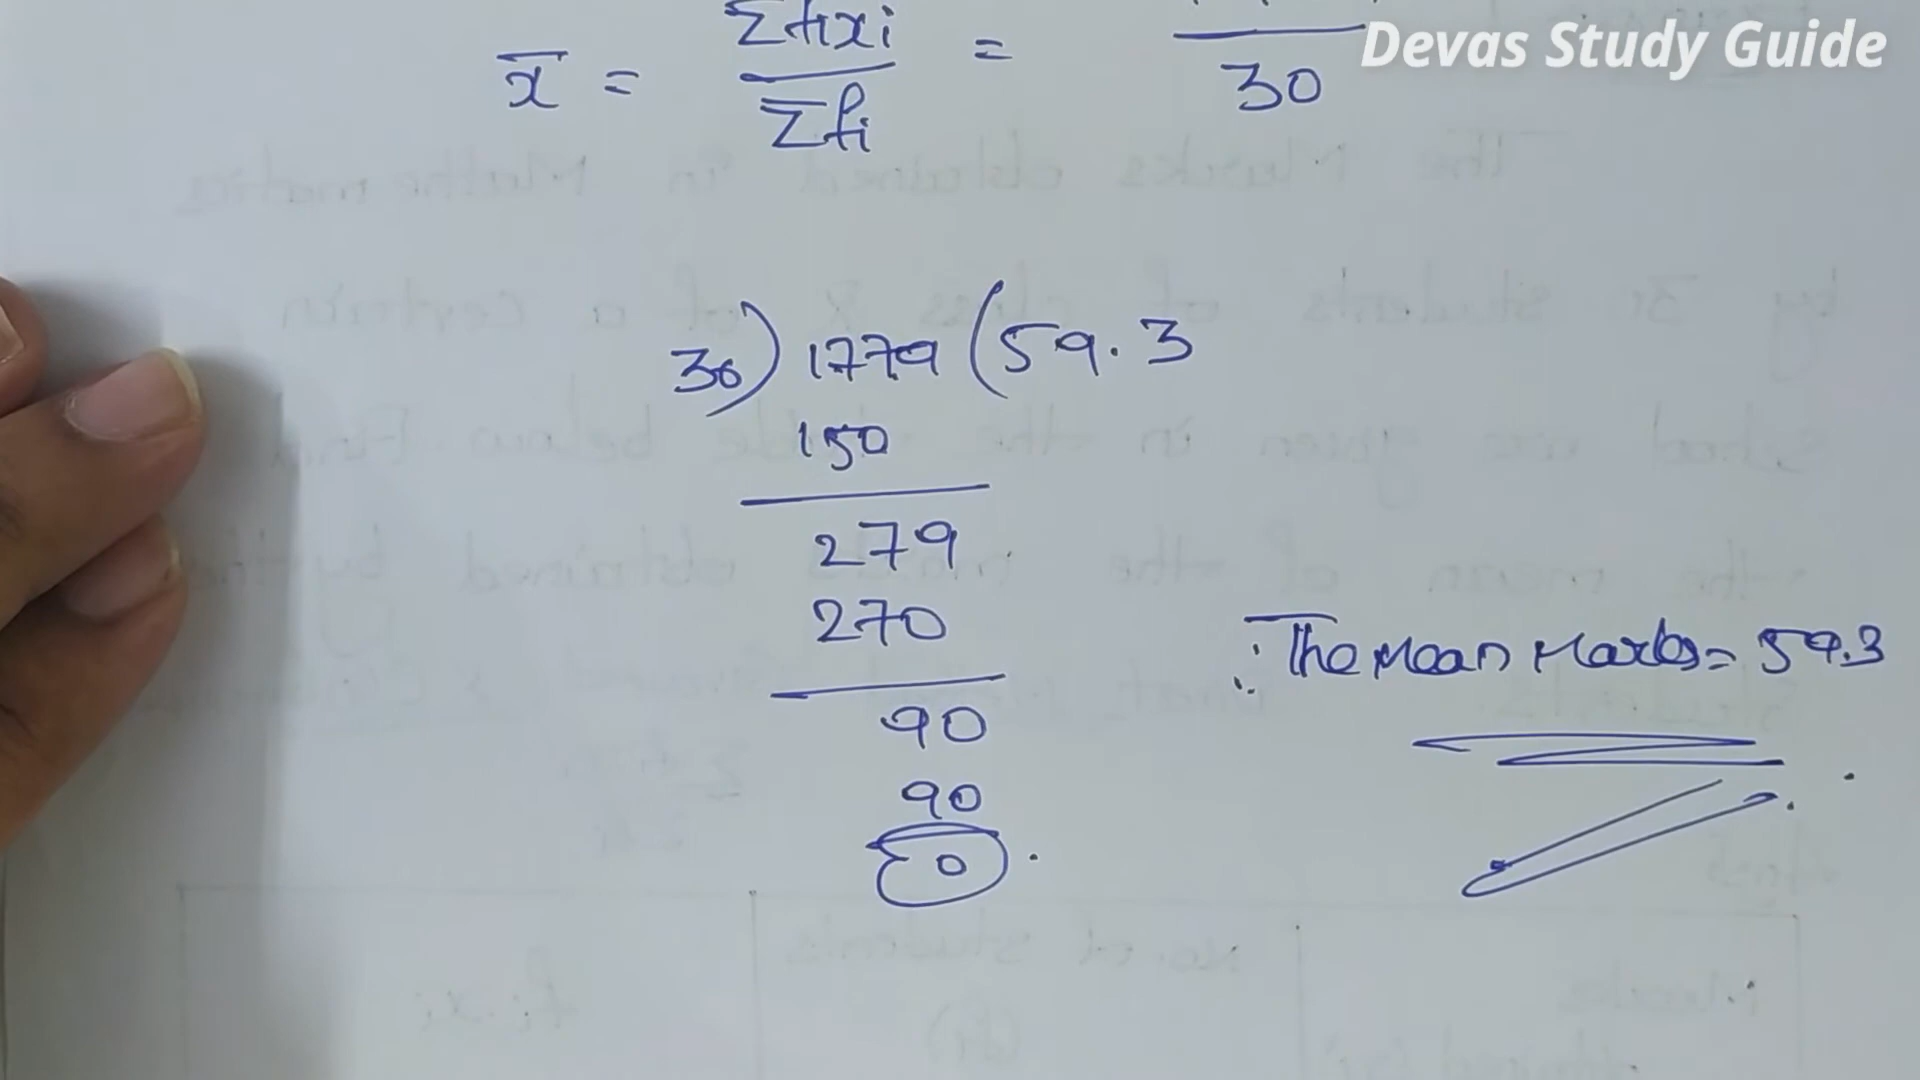 Devas Study Guide
x̄ = Σfixi / Σfi = / 30
30) 1779 (59.3
150
279
270
90
90
0
∴ The Mean Marks = 59.3